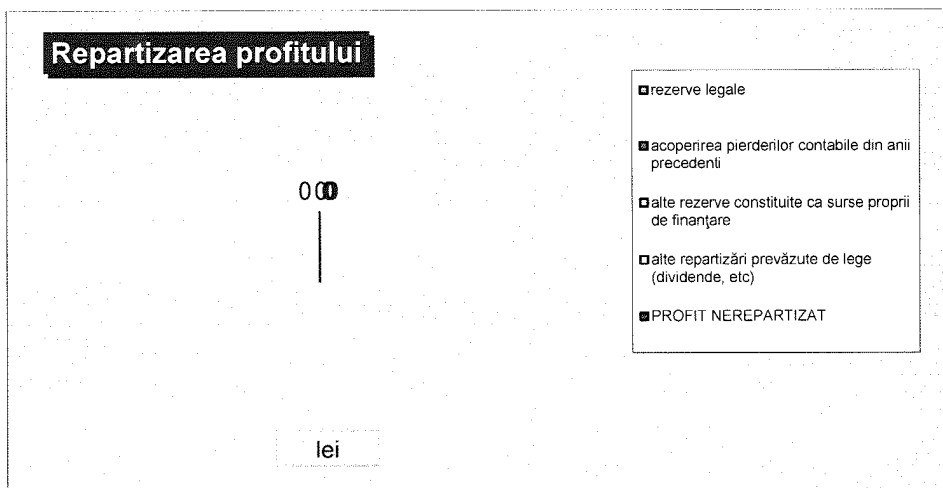 Repartizarea profitului
rezerve legale
acoperirea pierderilor contabile din anii
precedenti
alte rezerve constituite ca surse proprii
de finanţare
alte repartizări prevăzute de lege
(dividende, etc)
PROFIT NEREPARTIZAT
0
lei